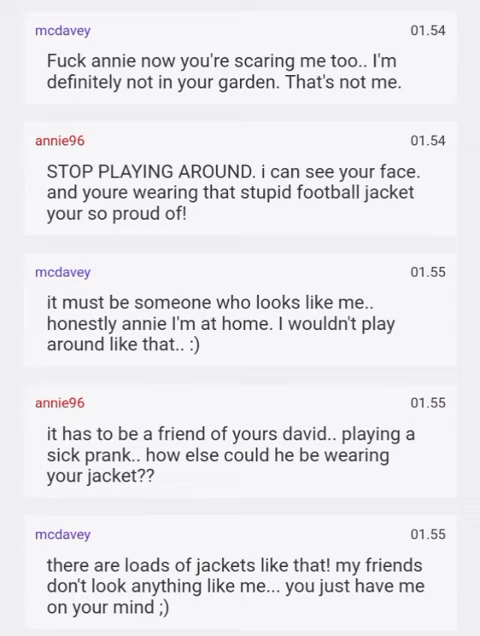 mcdavey 01.54
Fuck annie now you're scaring me too.. I'm
definitely not in your garden. That's not me.
annie96 01.54
STOP PLAYING AROUND. i can see your face.
and youre wearing that stupid football jacket
your so proud of!
mcdavey 01.55
it must be someone who looks like me..
honestly annie I'm at home. I wouldn't play
around like that.. :)
annie96 01.55
it has to be a friend of yours david.. playing a
sick prank.. how else could he be wearing
your jacket??
mcdavey 01.55
there are loads of jackets like that! my friends
don't look anything like me... you just have me
on your mind ;)